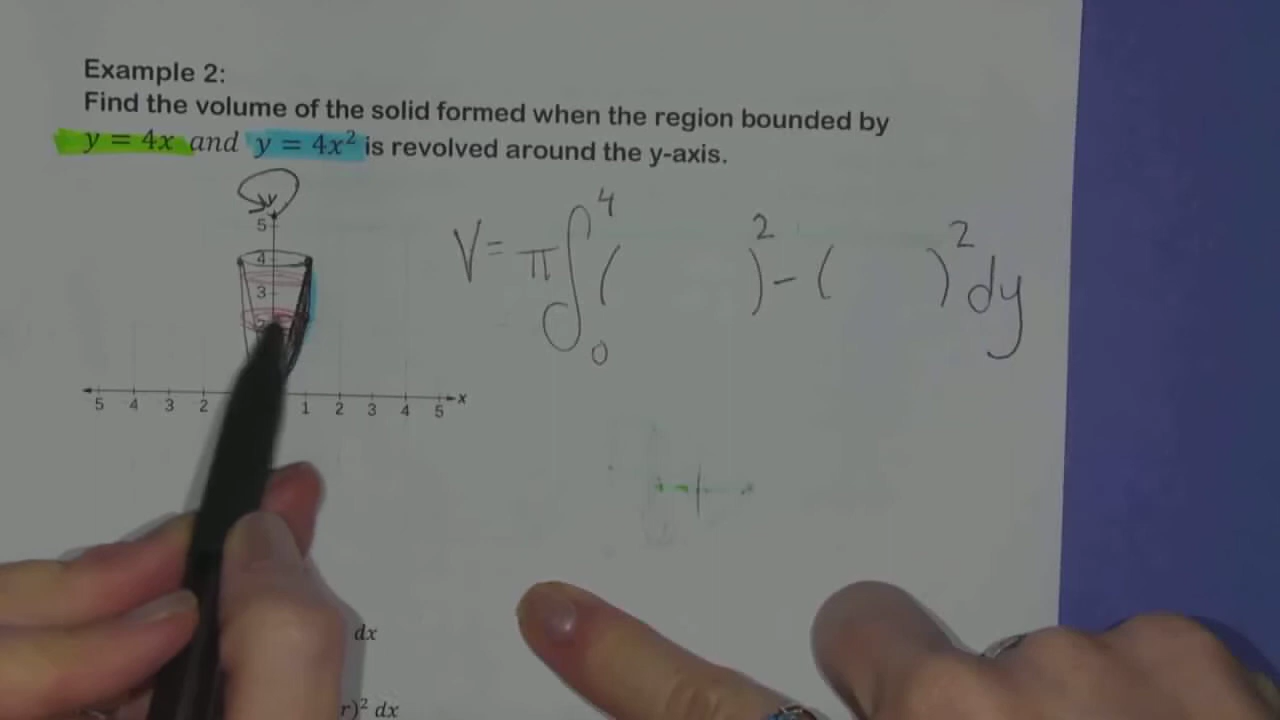 Example 2:
Find the volume of the solid formed when the region bounded by
y = 4x and y = 4x² is revolved around the y-axis.
y
5
4
3
2
5 4 3 2 1 2 3 4 5 x
V = π∫₀⁴ (   )² - (   )² dy
dx
r)² dx